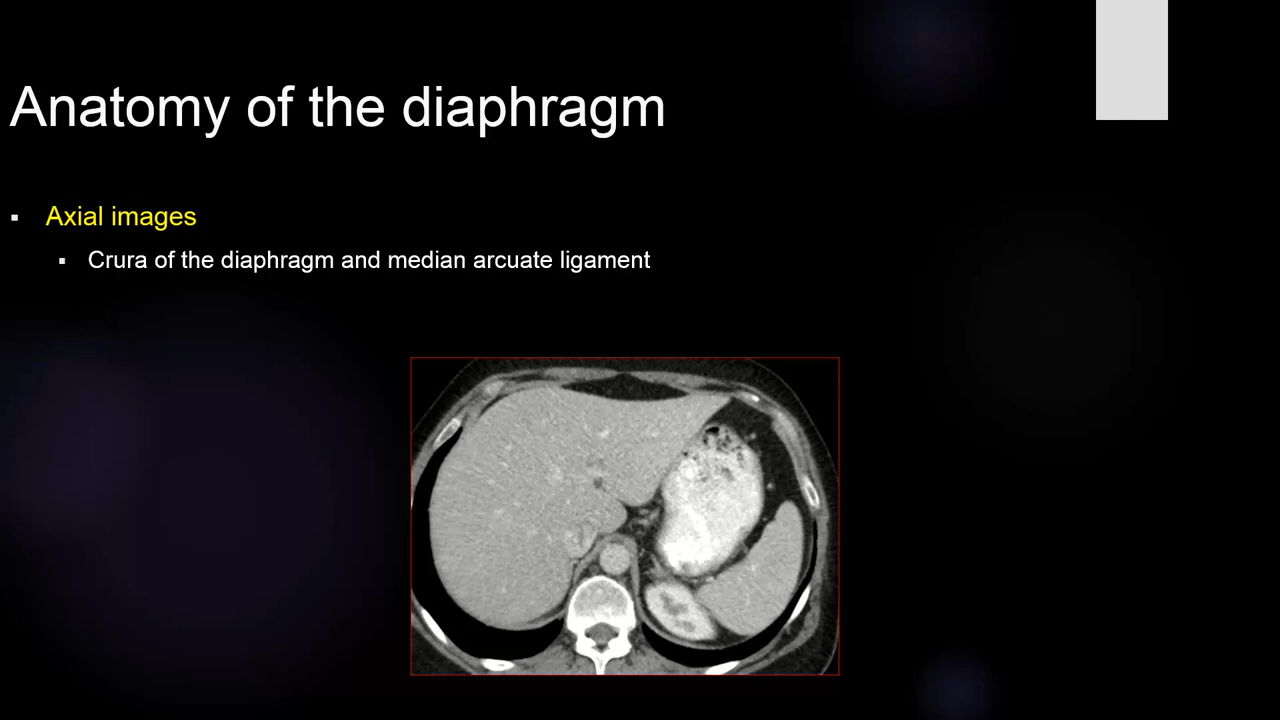 Anatomy of the diaphragm
Axial images
Crura of the diaphragm and median arcuate ligament